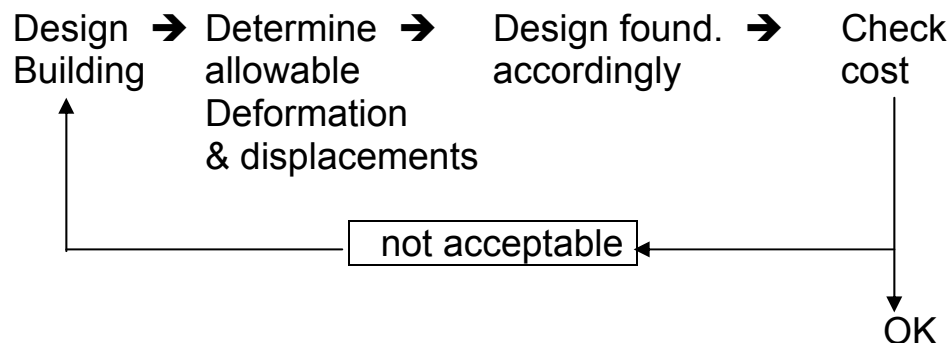 Design ➔ Determine ➔ Design found. ➔ Check
Building allowable accordingly cost
Deformation
& displacements
not acceptable
OK